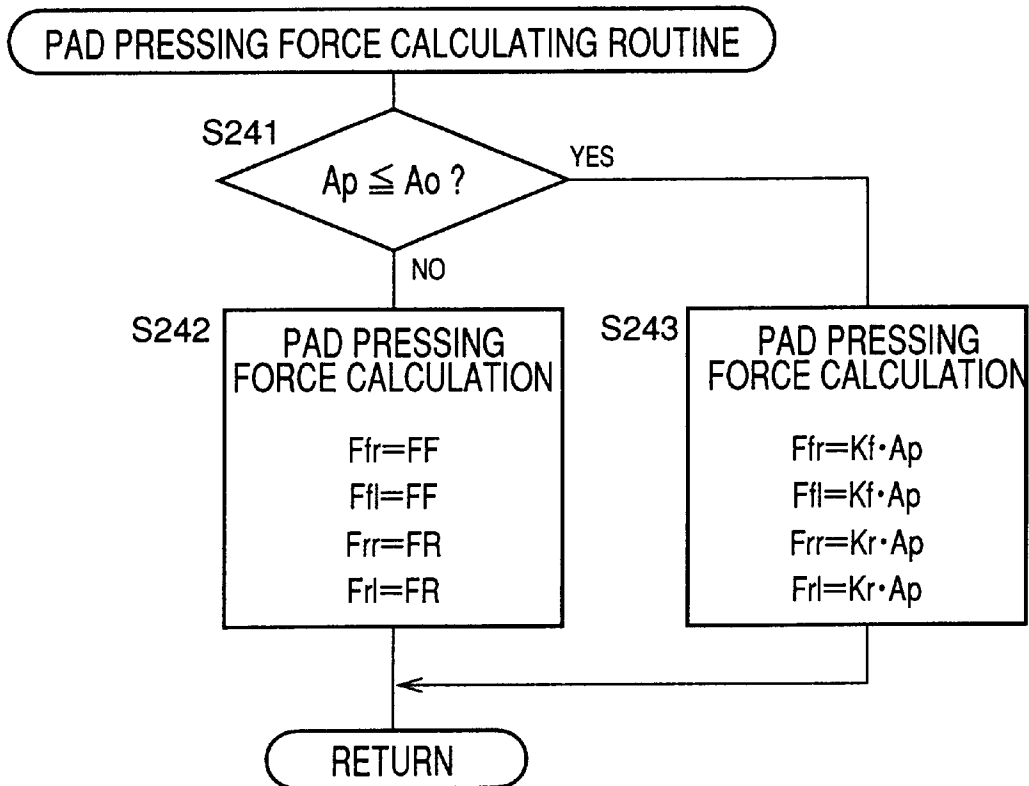 PAD PRESSING FORCE CALCULATING ROUTINE
S241
Ap ≦ Ao ?
YES
NO
S242
PAD PRESSING
FORCE CALCULATION
Ffr=FF
Ffl=FF
Frr=FR
Frl=FR
S243
PAD PRESSING
FORCE CALCULATION
Ffr=Kf·Ap
Ffl=Kf·Ap
Frr=Kr·Ap
Frl=Kr·Ap
RETURN